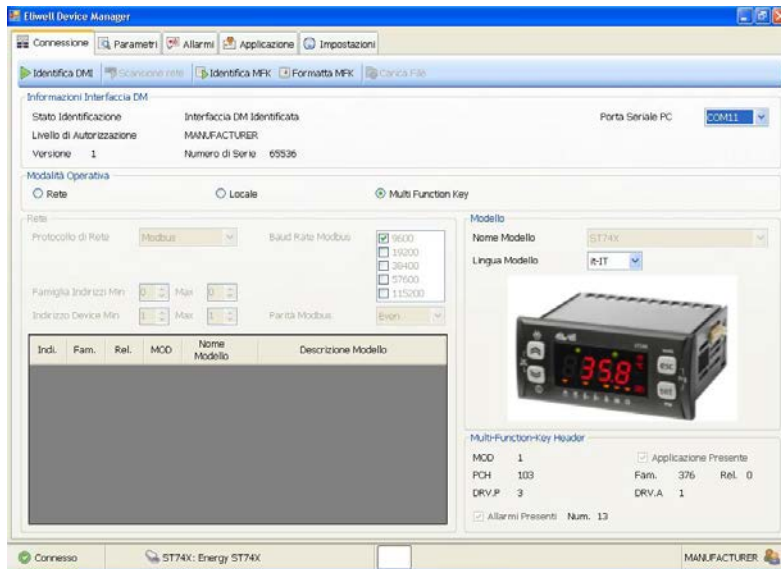 Eliwell Device Manager
Connessione Parametri Allarmi Applicazione Impostazioni
Identifica DMI Scansione rete Identifica MFK Formatta MFK Carica File
Informazioni Interfaccia DM
Stato Identificazione Interfaccia DM Identificata Porta Seriale PC COM11
Livello di Autorizzazione MANUFACTURER
Versione 1 Numero di Serie 65536
Modalità Operativa
Rete Locale Multi Function Key
Rete Modello
Protocollo di Rete Modbus Baud Rate Modbus 9600 Nome Modello ST74X
19200
38400 Lingua Modello it-IT
57600
Famiglia Indirizzi Min 0 Max 0 115200
Indirizzo Device Min 1 Max 1 Parità Modbus Even
Indi. Fam. Rel. MOD Nome Modello Descrizione Modello
eliwell
esc
35.8
set
Multi-Function-Key Header
MOD 1 Applicazione Presente
PCH 103 Fam. 376 Rel. 0
DRV.P 3 DRV.A 1
Allarmi Presenti Num. 13
Connesso ST74X: Energy ST74X MANUFACTURER